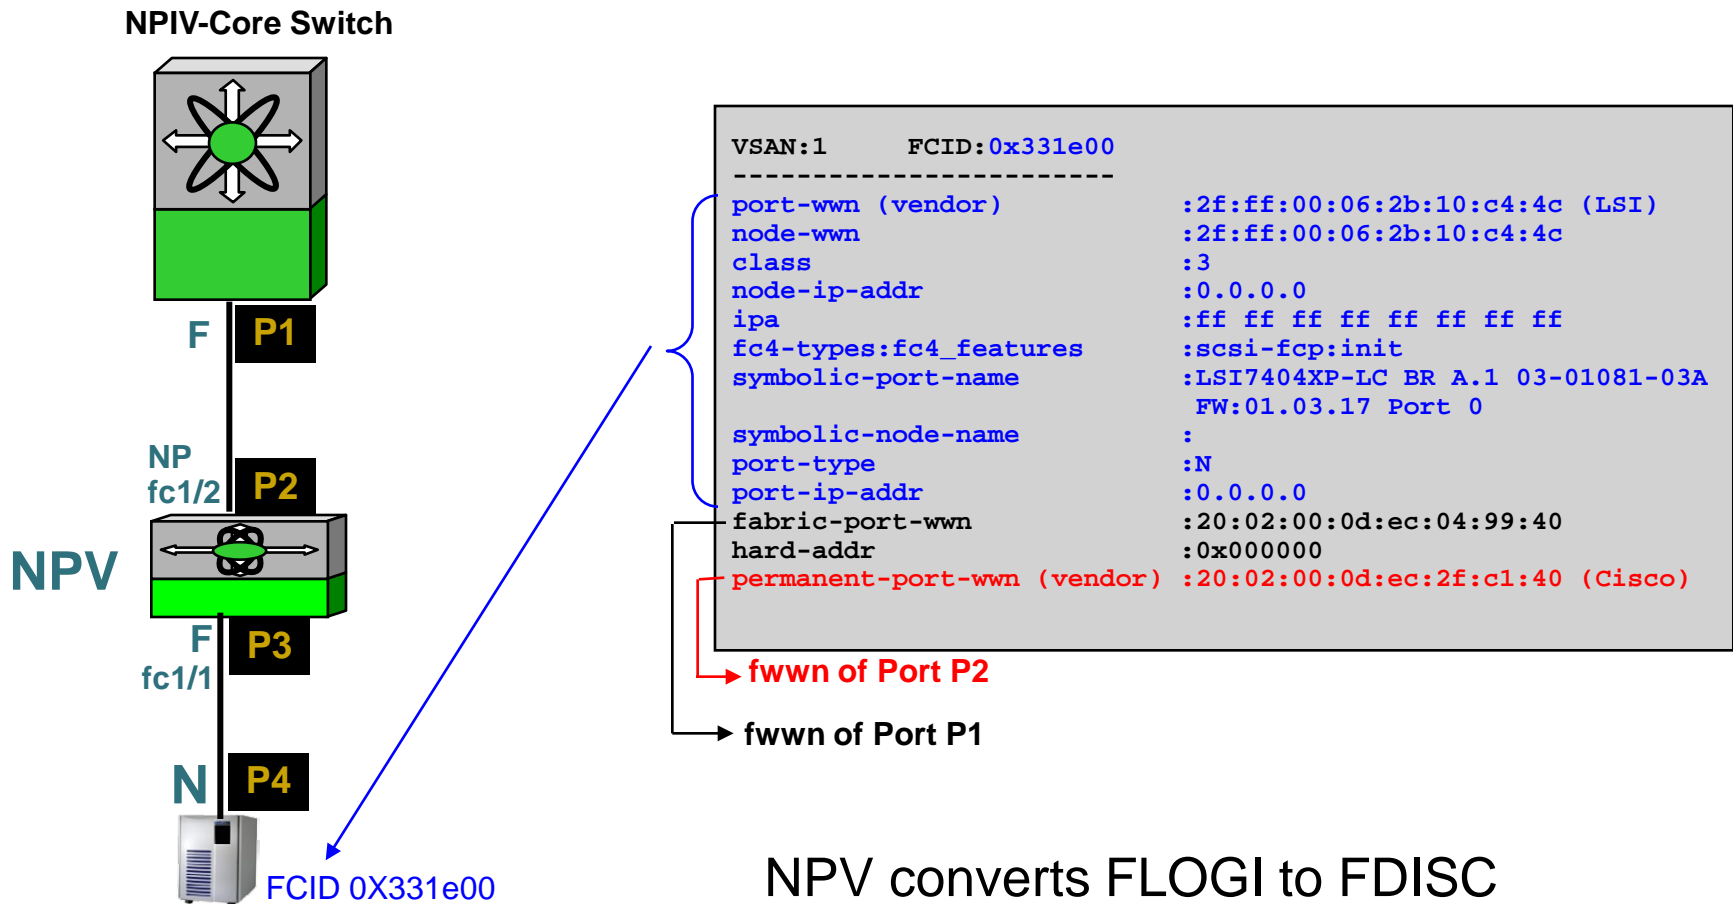 NPIV-Core Switch
F P1
NP
fc1/2 P2
NPV
F P3
fc1/1
N P4
FCID 0X331e00
VSAN:1 FCID:0x331e00
------------------------
port-wwn (vendor) :2f:ff:00:06:2b:10:c4:4c (LSI)
node-wwn :2f:ff:00:06:2b:10:c4:4c
class :3
node-ip-addr :0.0.0.0
ipa :ff ff ff ff ff ff ff ff
fc4-types:fc4_features :scsi-fcp:init
symbolic-port-name :LSI7404XP-LC BR A.1 03-01081-03A
FW:01.03.17 Port 0
symbolic-node-name :
port-type :N
port-ip-addr :0.0.0.0
fabric-port-wwn :20:02:00:0d:ec:04:99:40
hard-addr :0x000000
permanent-port-wwn (vendor) :20:02:00:0d:ec:2f:c1:40 (Cisco)
fwwn of Port P2
fwwn of Port P1
NPV converts FLOGI to FDISC